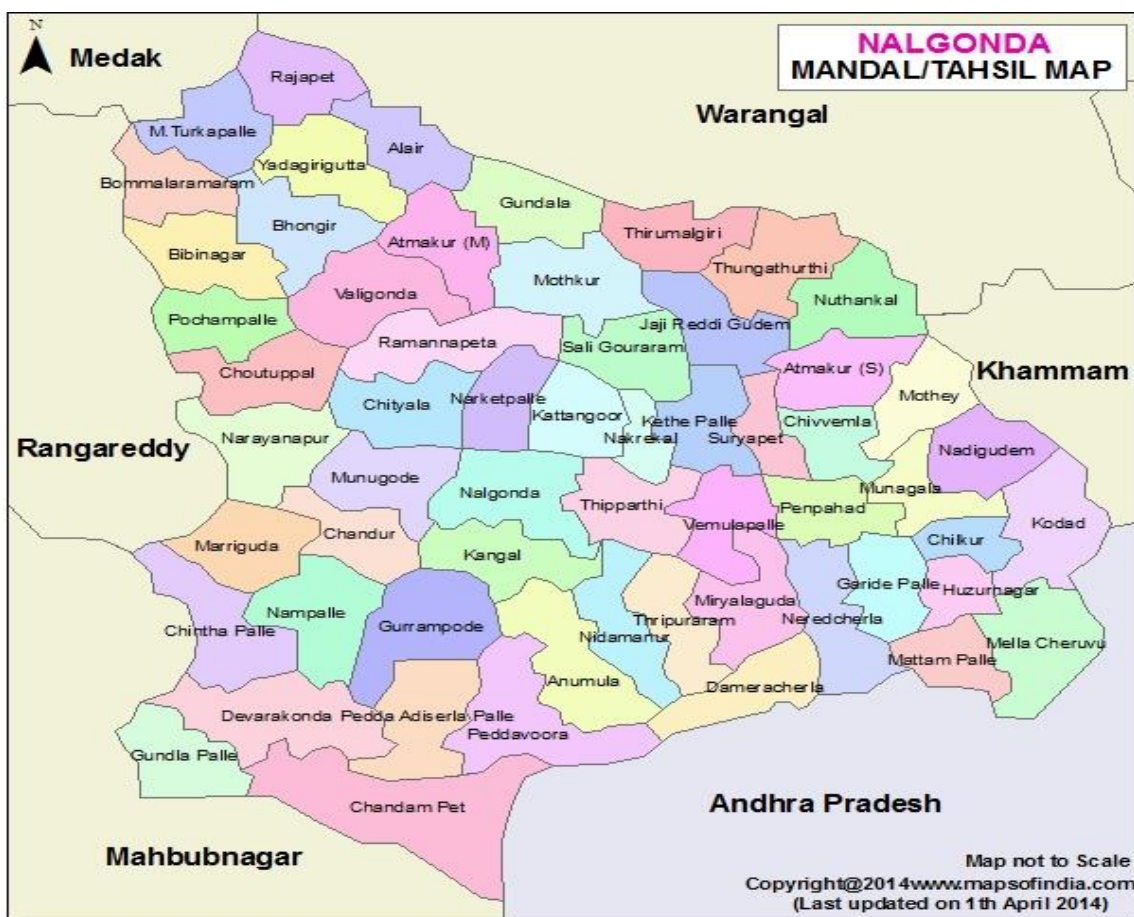 N
NALGONDA
MANDAL/TAHSIL MAP
Medak
Rajapet
Warangal
M.Turkapalle
Alair
Yadagirigutta
Bommalaramaram
Gundala
Bhongir
Thirumalgiri
Atmakur (M)
Bibinagar
Thungathurthi
Mothkur
Valigonda
Nuthankal
Pochampalle
Jaji Reddi Gudem
Ramannapeta
Sali Gouraram
Atmakur (S)
Khammam
Choutuppal
Mothey
Chityala
Narketpalle
Kattangoor
Kethe Palle
Chivvemla
Rangareddy
Narayanapur
Nakrekal
Suryapet
Nadigudem
Munugode
Munagala
Nalgonda
Thipparthi
Penpahad
Kodad
Vemulapalle
Chandur
Chilkur
Marriguda
Kangal
Garide Palle
Huzurnagar
Miryalaguda
Nampalle
Thripuraram
Neredcherla
Gurrampode
Chintha Palle
Nidamanur
Mella Cheruvu
Mattam Palle
Anumula
Dameracherla
Devarakonda
Pedda Adiserla Palle
Peddavoora
Gundla Palle
Chandam Pet
Andhra Pradesh
Mahbubnagar
Map not to Scale
Copyright@2014www.mapsofindia.com
(Last updated on 1th April 2014)